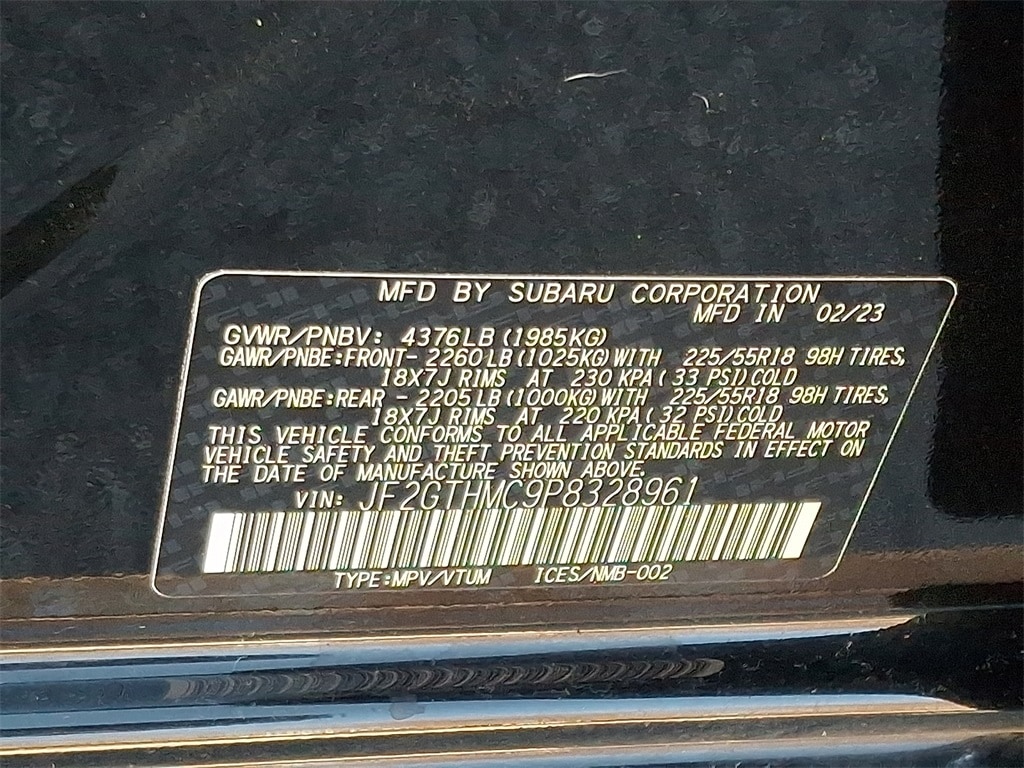 MFD BY SUBARU CORPORATION
MFD IN 02/23
GVWR/PNBV: 4376LB (1985KG)
GAWR/PNBE:FRONT- 2260LB (1025KG) WITH 225/55R18 98H TIRES,
18X7J RIMS AT 230 KPA ( 33 PSI) COLD
GAWR/PNBE:REAR - 2205LB (1000KG) WITH 225/55R18 98H TIRES,
18X7J RIMS AT 220 KPA ( 32 PSI) COLD
THIS VEHICLE CONFORMS TO ALL APPLICABLE FEDERAL MOTOR
VEHICLE SAFETY AND THEFT PREVENTION STANDARDS IN EFFECT ON
THE DATE OF MANUFACTURE SHOWN ABOVE.
VIN: JF2GTHMC9P8328961
TYPE:MPV/VTUM ICES/NMB-002